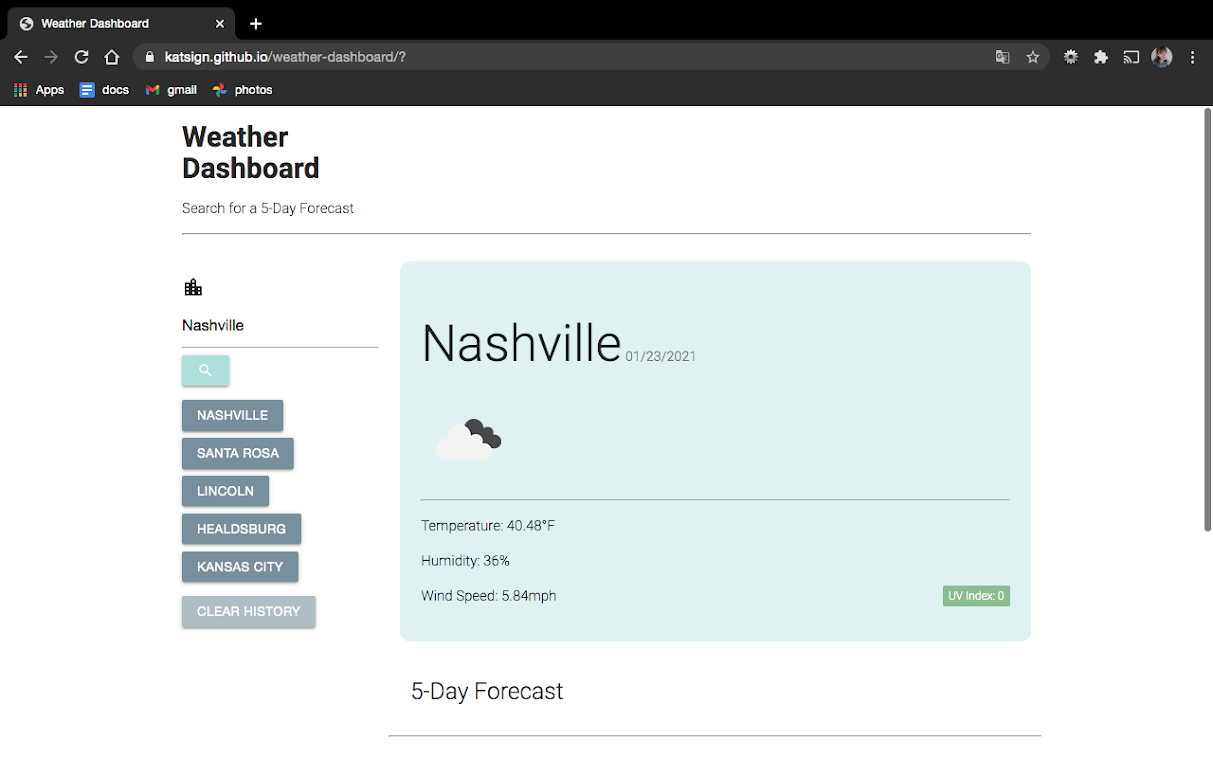 Weather Dashboard
katsign.github.io/weather-dashboard/?
Apps docs gmail photos
Weather
Dashboard
Search for a 5-Day Forecast
Nashville
NASHVILLE
SANTA ROSA
LINCOLN
HEALDSBURG
KANSAS CITY
CLEAR HISTORY
Nashville 01/23/2021
Temperature: 40.48°F
Humidity: 36%
Wind Speed: 5.84mph
UV Index: 0
5-Day Forecast